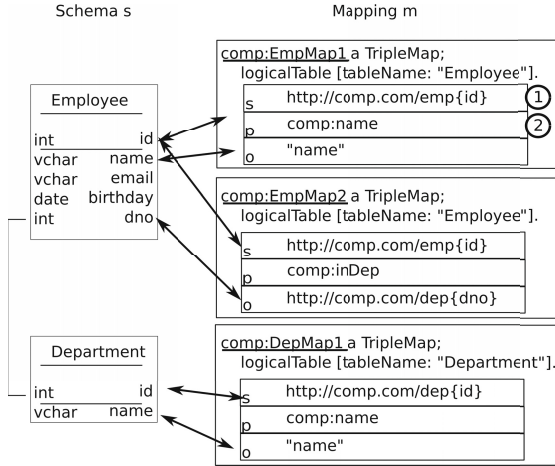 Schema s
Mapping m
Employee
int id
vchar name
vchar email
date birthday
int dno
Department
int id
vchar name
comp:EmpMap1 a TripleMap;
logicalTable [tableName: "Employee"].
s http://comp.com/emp{id} 1
p comp:name 2
o "name"
comp:EmpMap2 a TripleMap;
logicalTable [tableName: "Employee"].
s http://comp.com/emp{id}
p comp:inDep
o http://comp.com/dep{dno}
comp:DepMap1 a TripleMap;
logicalTable [tableName: "Department"].
s http://comp.com/dep{id}
p comp:name
o "name"